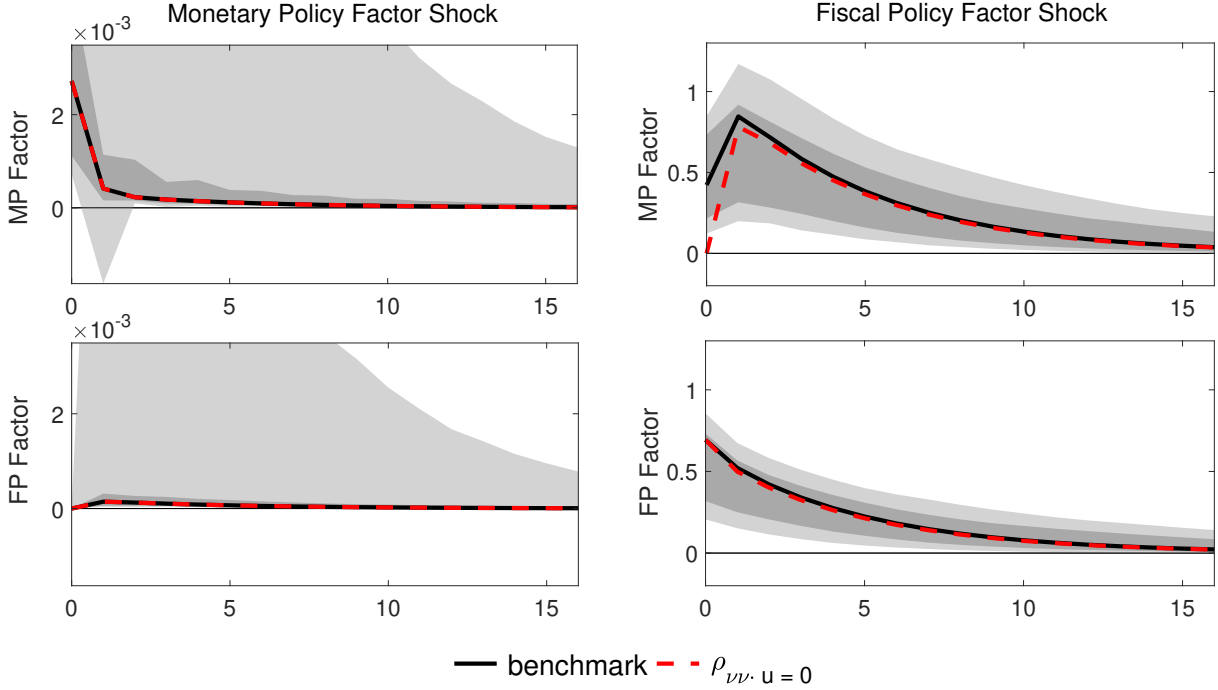 Monetary Policy Factor Shock
Fiscal Policy Factor Shock
×10⁻³
2
0
MP Factor
0 5 10 15
1
0.5
0
MP Factor
0 5 10 15
×10⁻³
2
0
FP Factor
0 5 10 15
1
0.5
0
FP Factor
0 5 10 15
benchmark ρνν· u = 0